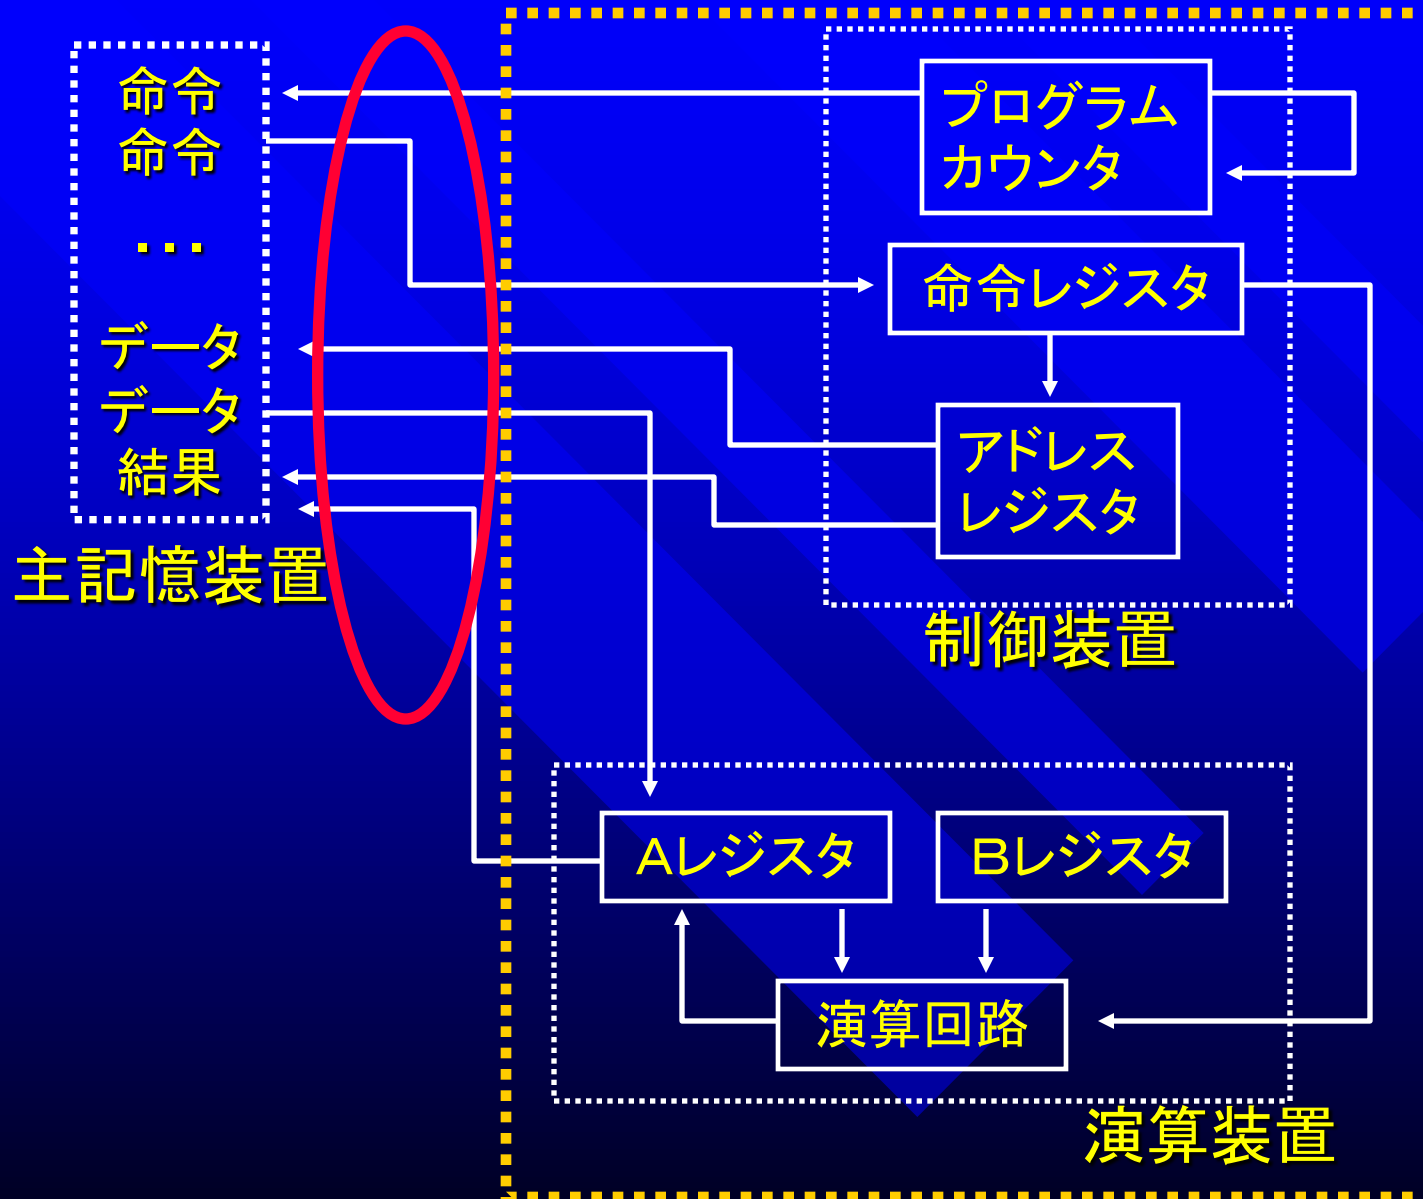 命令
命令
・・・
データ
データ
結果
主記憶装置
プログラム
カウンタ
命令レジスタ
アドレス
レジスタ
制御装置
Aレジスタ
Bレジスタ
演算回路
演算装置